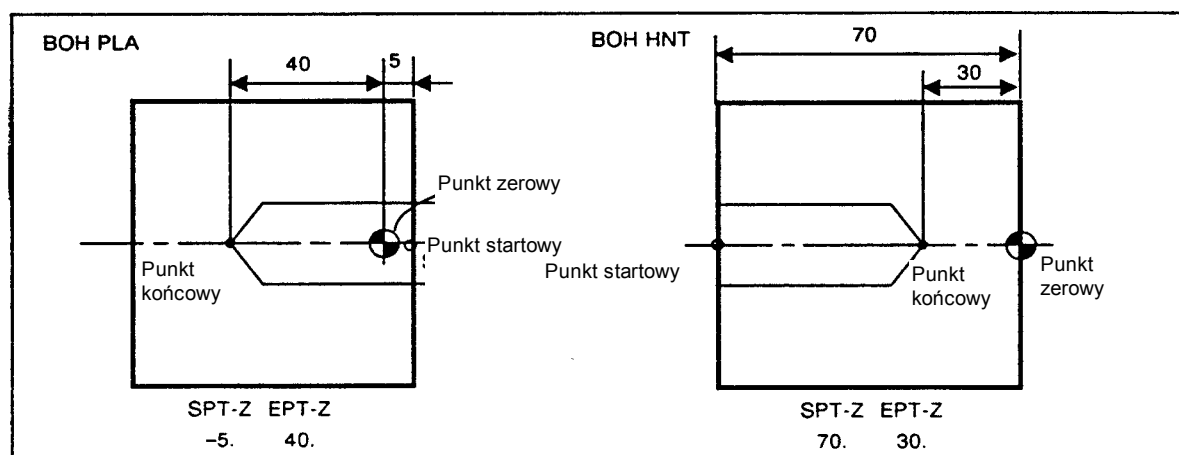 BOH PLA
40
5
Punkt zerowy
Punkt startowy
Punkt
końcowy
SPT-Z EPT-Z
-5. 40.
BOH HNT
70
30
Punkt startowy
Punkt
końcowy
Punkt
zerowy
SPT-Z EPT-Z
70. 30.